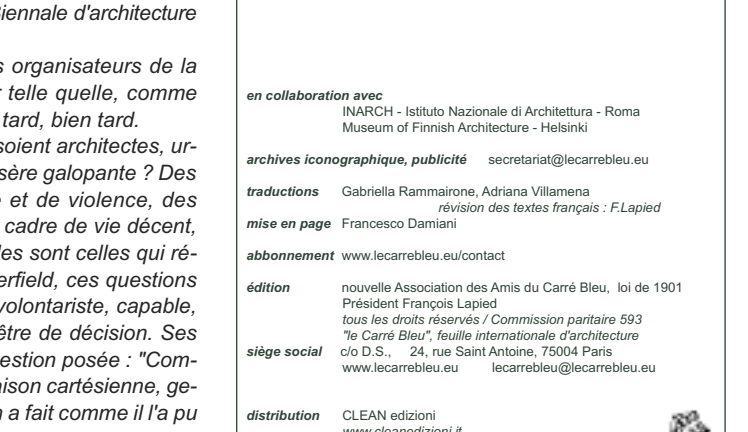 Biennale d'architecture
organisateurs de la
telle quelle, comme
tard, bien tard.
soient architectes, ur-
galopante ? Des
et de violence, des
cadre de vie décent,
sont celles qui ré-
ces questions
volontariste, capable,
être de décision. Ses
posée : "Com-
cartésienne, ge-
a fait comme il l'a pu
en collaboration avec
INARCH - Istituto Nazionale di Architettura - Roma
Museum of Finnish Architecture - Helsinki
archives iconographique, publicité secretariat@lecarrebleu.eu
traductions Gabriella Rammairone, Adriana Villamena
révision des textes français : F.Lapied
mise en page Francesco Damiani
abbonnement www.lecarrebleu.eu/contact
édition nouvelle Association des Amis du Carré Bleu, loi de 1901
Président François Lapied
tous les droits réservés / Commission paritaire 593
"le Carré Bleu", feuille internationale d'architecture
siège social c/o D.S., 24, rue Saint Antoine, 75004 Paris
www.lecarrebleu.eu lecarrebleu@lecarrebleu.eu
distribution CLEAN edizioni
www.cleanedizioni.it